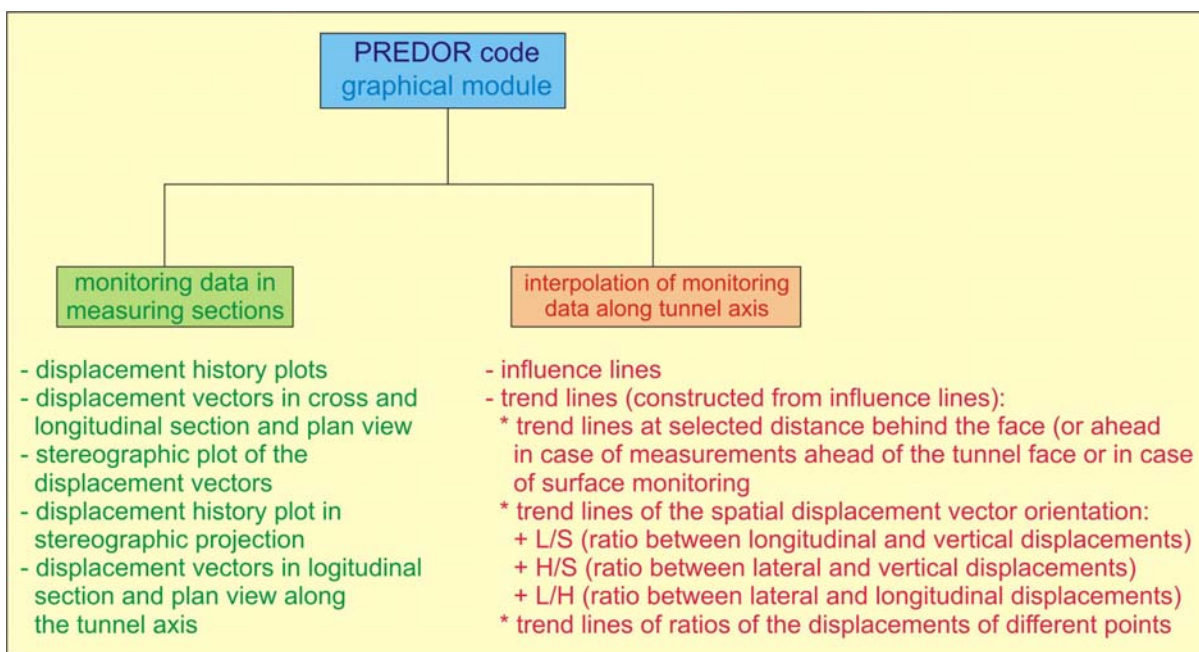 PREDOR code
graphical module
monitoring data in
measuring sections
- displacement history plots
- displacement vectors in cross and
longitudinal section and plan view
- stereographic plot of the
displacement vectors
- displacement history plot in
stereographic projection
- displacement vectors in logitudinal
section and plan view along
the tunnel axis
interpolation of monitoring
data along tunnel axis
- influence lines
- trend lines (constructed from influence lines):
* trend lines at selected distance behind the face (or ahead
in case of measurements ahead of the tunnel face or in case
of surface monitoring
* trend lines of the spatial displacement vector orientation:
+ L/S (ratio between longitudinal and vertical displacements)
+ H/S (ratio between lateral and vertical displacements)
+ L/H (ratio between lateral and longitudinal displacements)
* trend lines of ratios of the displacements of different points